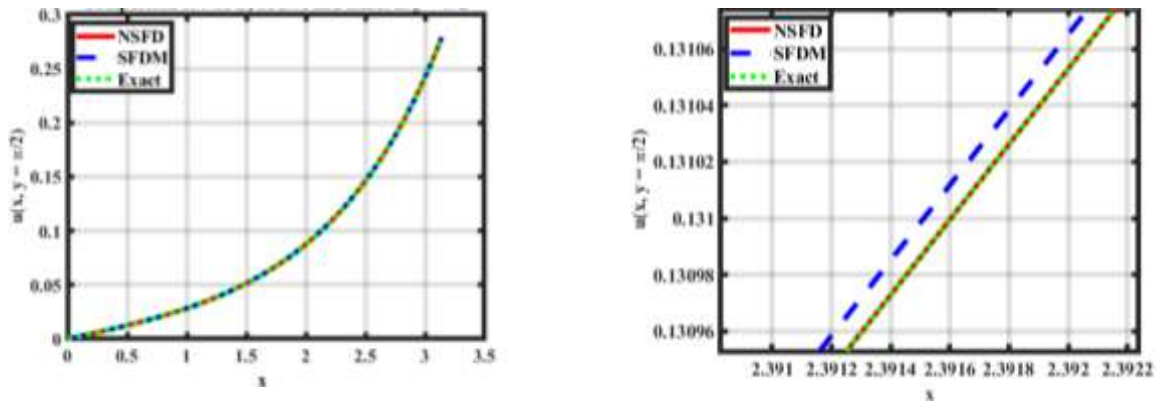 0.3
NSFD
SFDM
Exact
0.25
0.2
0.15
0.1
0.05
0
u(x, y = π/2)
0 0.5 1 1.5 2 2.5 3 3.5
x
NSFD
SFDM
Exact
0.13106
0.13104
0.13102
0.131
0.13098
0.13096
u(x, y = π/2)
2.391 2.3912 2.3914 2.3916 2.3918 2.392 2.3922
x